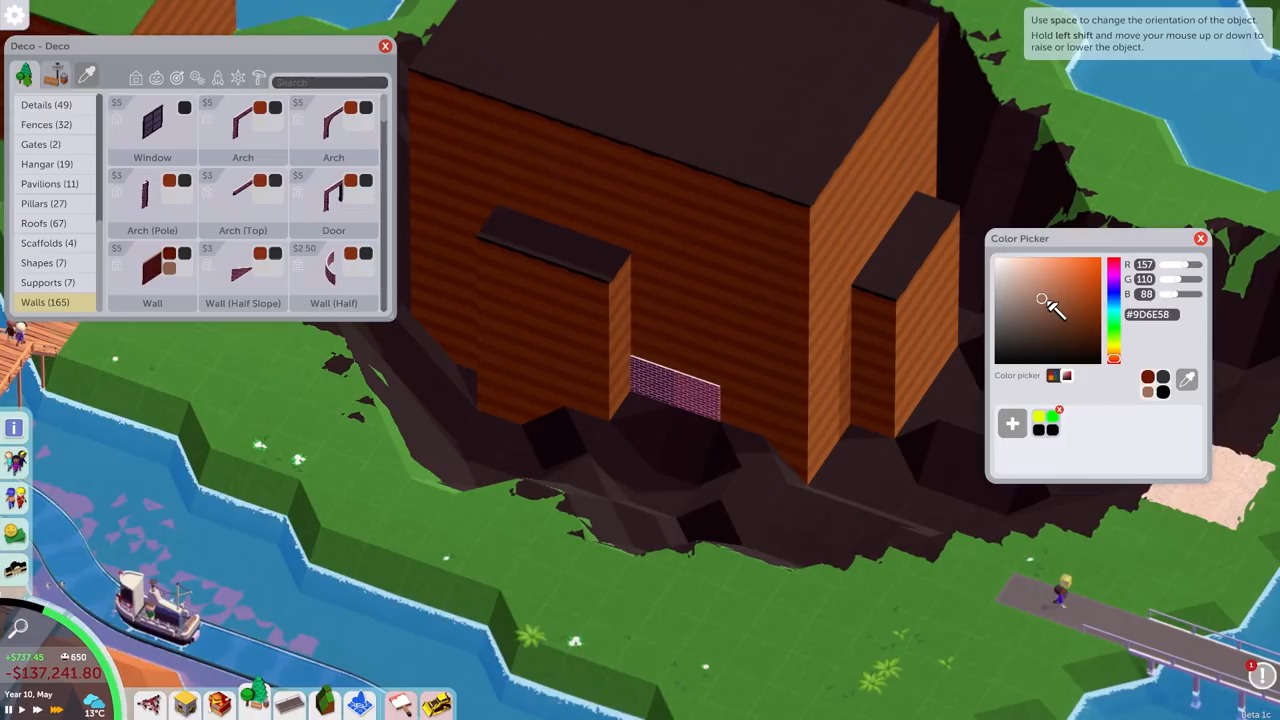 Use space to change the orientation of the object.
Hold left shift and move your mouse up or down to
raise or lower the object.
Deco - Deco
Search
Details (49)
Fences (32)
Gates (2)
Hangar (19)
Pavilions (11)
Pillars (27)
Roofs (67)
Scaffolds (4)
Shapes (7)
Supports (7)
Walls (165)
$5 $5 $5
Window Arch Arch
$3 $3 $5
Arch (Pole) Arch (Top) Door
$5 $3 $2.50
Wall Wall (Half Slope) Wall (Half)
Color Picker
R 157
G 110
B 88
#9D6E58
Color picker
+$737.45 650
-$137,241.80
Year 10, May
13°C
1
Beta 1c